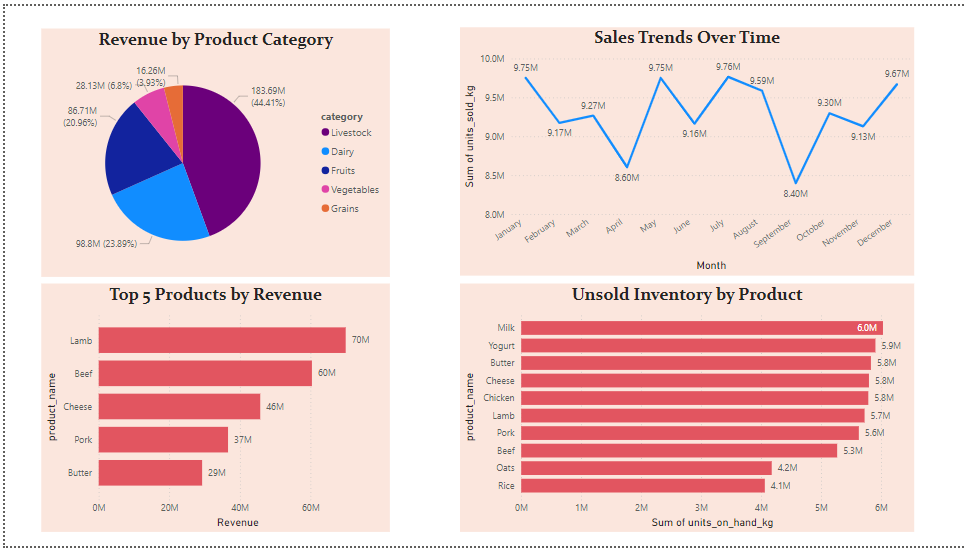 Revenue by Product Category
16.26M
(3.93%)
28.13M (6.8%)
183.69M
(44.41%)
86.71M
(20.96%)
98.8M (23.89%)
category
Livestock
Dairy
Fruits
Vegetables
Grains
Sales Trends Over Time
Sum of units_sold_kg
10.0M
9.5M
9.0M
8.5M
8.0M
9.75M
9.17M
9.27M
8.60M
9.75M
9.16M
9.76M
9.59M
8.40M
9.30M
9.13M
9.67M
January
February
March
April
May
June
July
August
September
October
November
December
Month
Top 5 Products by Revenue
product_name
Lamb 70M
Beef 60M
Cheese 46M
Pork 37M
Butter 29M
0M 20M 40M 60M
Revenue
Unsold Inventory by Product
product_name
Milk 6.0M
Yogurt 5.9M
Butter 5.8M
Cheese 5.8M
Chicken 5.8M
Lamb 5.7M
Pork 5.6M
Beef 5.3M
Oats 4.2M
Rice 4.1M
0M 1M 2M 3M 4M 5M 6M
Sum of units_on_hand_kg